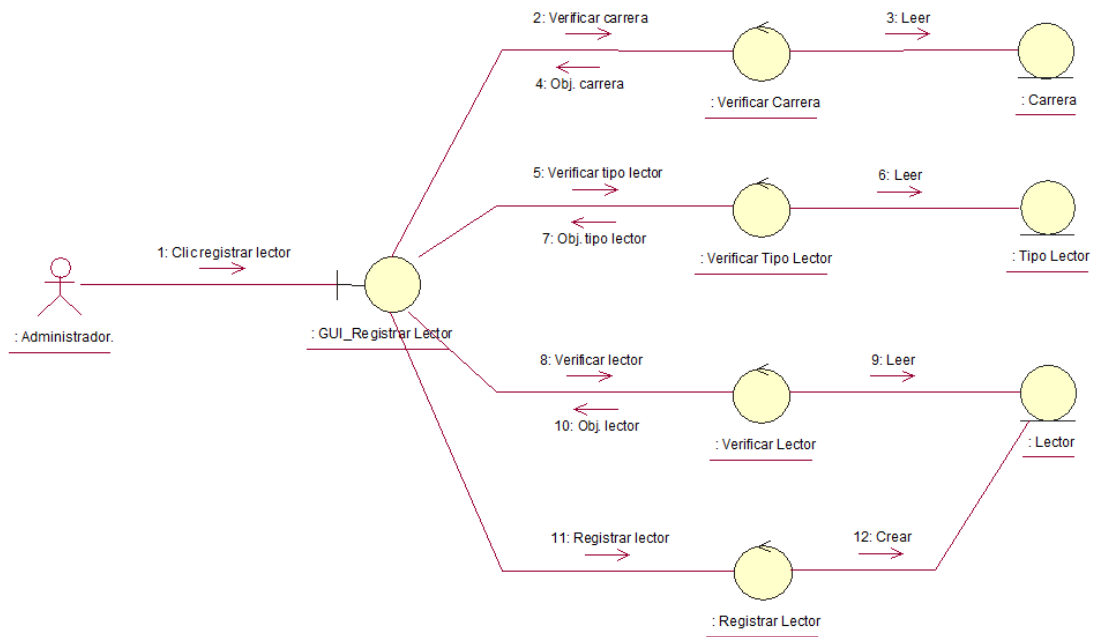 2: Verificar carrera
3: Leer
4: Obj. carrera
: Verificar Carrera
: Carrera
5: Verificar tipo lector
6: Leer
7: Obj. tipo lector
: Verificar Tipo Lector
: Tipo Lector
1: Clic registrar lector
: Administrador.
: GUI_Registrar Lector
8: Verificar lector
9: Leer
10: Obj. lector
: Verificar Lector
: Lector
11: Registrar lector
12: Crear
: Registrar Lector